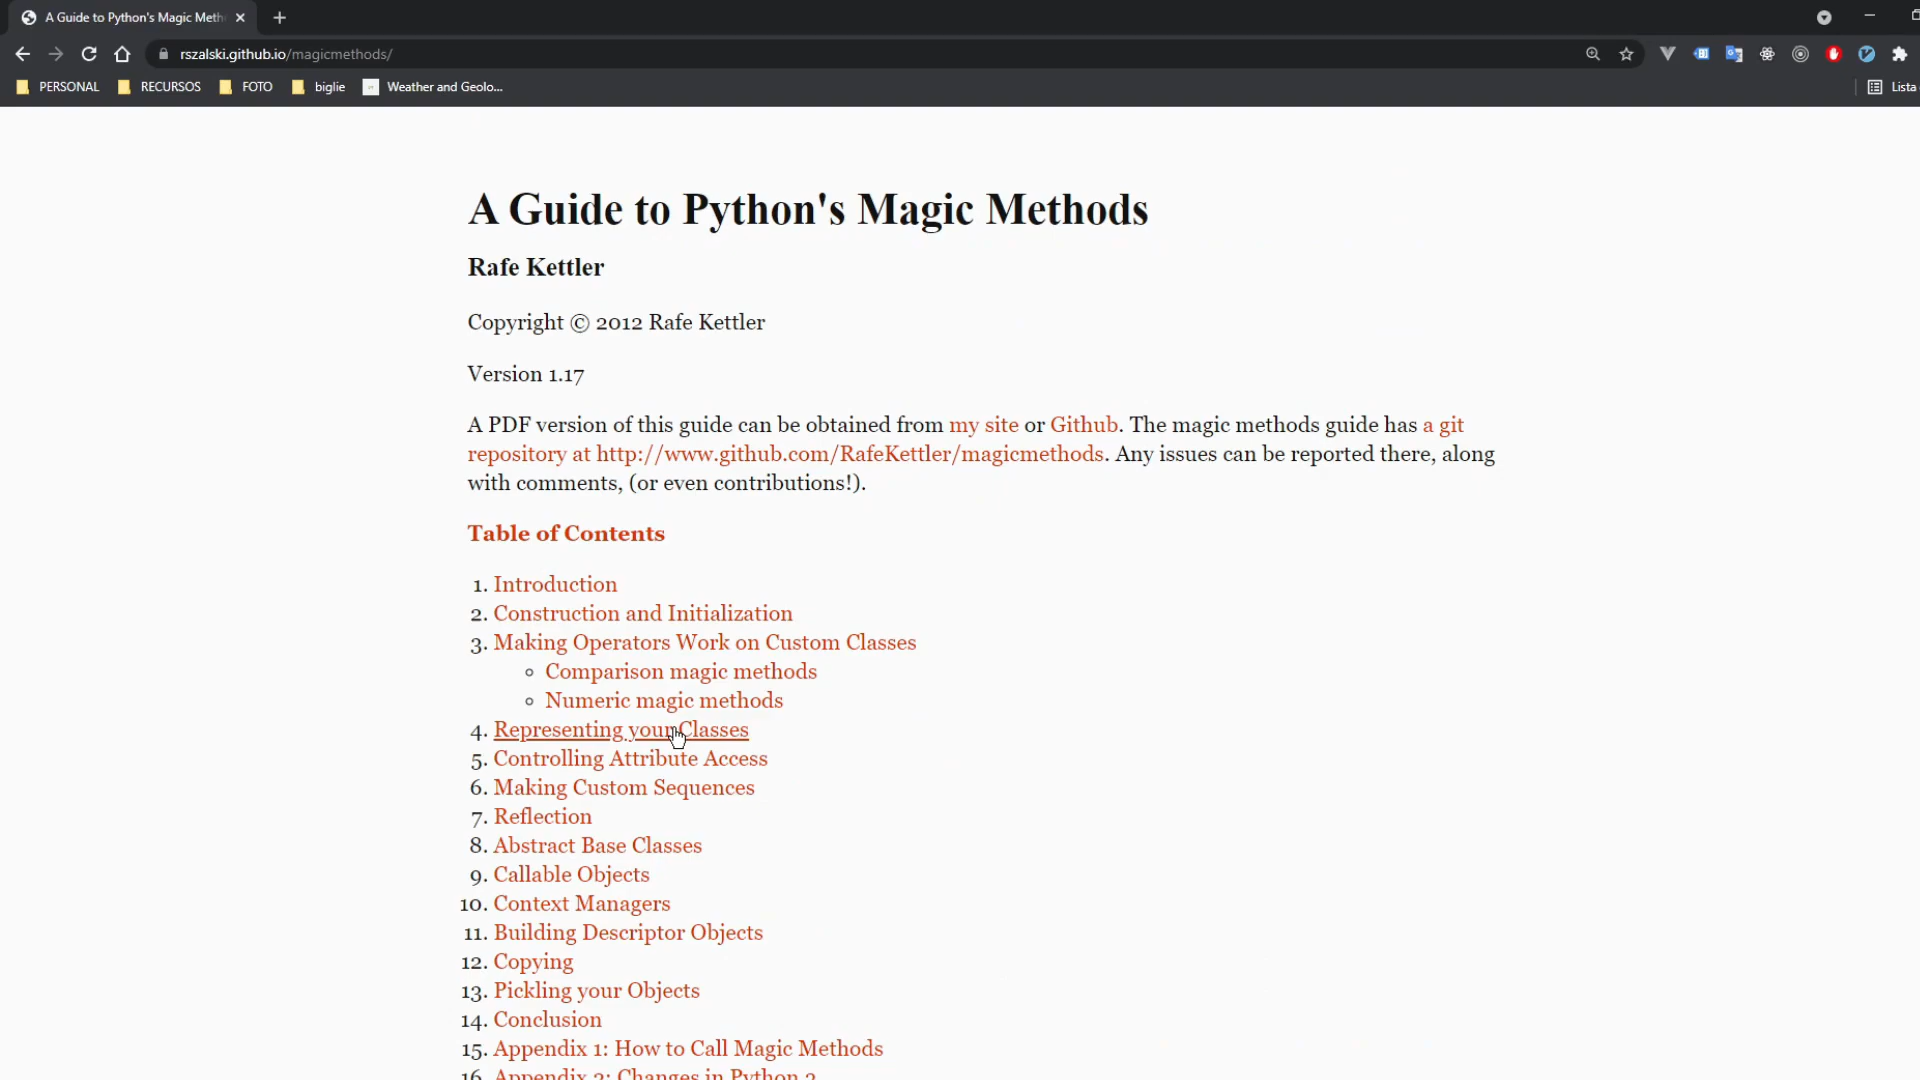 A Guide to Python's Magic Meth
rszalski.github.io/magicmethods/
PERSONAL RECURSOS FOTO biglie Weather and Geolo... Lista
A Guide to Python's Magic Methods
Rafe Kettler
Copyright © 2012 Rafe Kettler
Version 1.17
A PDF version of this guide can be obtained from my site or Github. The magic methods guide has a git
repository at http://www.github.com/RafeKettler/magicmethods. Any issues can be reported there, along
with comments, (or even contributions!).
Table of Contents
1. Introduction
2. Construction and Initialization
3. Making Operators Work on Custom Classes
◦ Comparison magic methods
◦ Numeric magic methods
4. Representing your Classes
5. Controlling Attribute Access
6. Making Custom Sequences
7. Reflection
8. Abstract Base Classes
9. Callable Objects
10. Context Managers
11. Building Descriptor Objects
12. Copying
13. Pickling your Objects
14. Conclusion
15. Appendix 1: How to Call Magic Methods
16. Appendix 2: Changes in Python 3